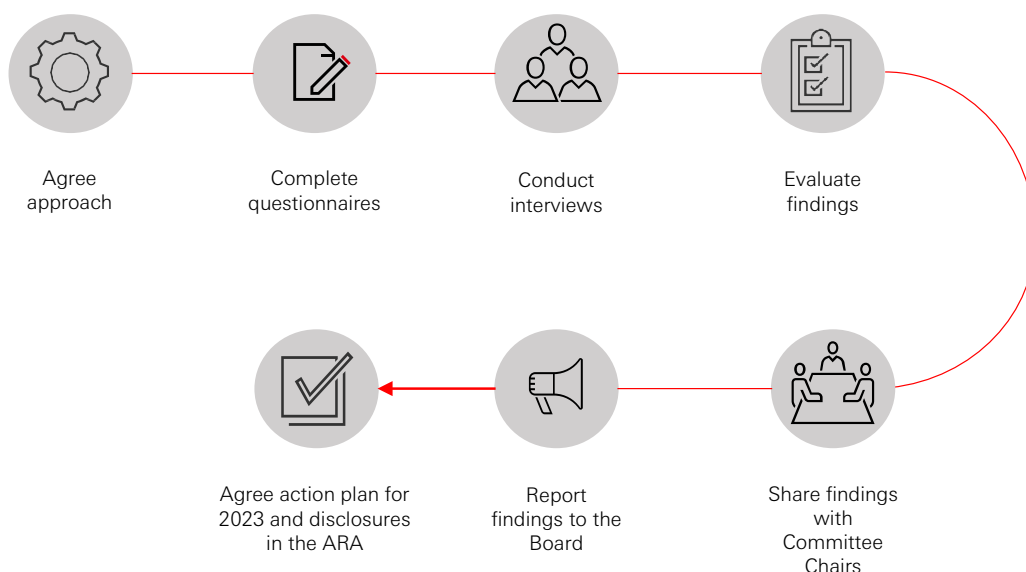 Agree
approach
Complete
questionnaires
Conduct
interviews
Evaluate
findings
Agree action plan for
2023 and disclosures
in the ARA
Report
findings to the
Board
Share findings
with
Committee
Chairs